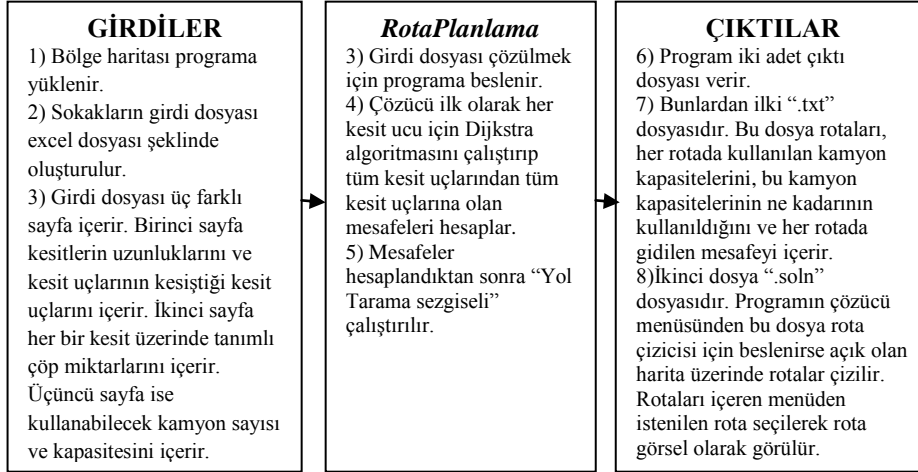 GİRDİLER
1) Bölge haritası programa
yüklenir.
2) Sokakların girdi dosyası
excel dosyası şeklinde
oluşturulur.
3) Girdi dosyası üç farklı
sayfa içerir. Birinci sayfa
kesitlerin uzunluklarını ve
kesit uçlarının kesiştiği kesit
uçlarını içerir. İkinci sayfa
her bir kesit üzerinde tanımlı
çöp miktarlarını içerir.
Üçüncü sayfa ise
kullanabilecek kamyon sayısı
ve kapasitesini içerir.
RotaPlanlama
3) Girdi dosyası çözülmek
için programa beslenir.
4) Çözücü ilk olarak her
kesit ucu için Dijkstra
algoritmasını çalıştırıp
tüm kesit uçlarından tüm
kesit uçlarına olan
mesafeleri hesaplar.
5) Mesafeler
hesaplandıktan sonra “Yol
Tarama sezgiseli”
çalıştırılır.
ÇIKTILAR
6) Program iki adet çıktı
dosyası verir.
7) Bunlardan ilki “.txt”
dosyasıdır. Bu dosya rotaları,
her rotada kullanılan kamyon
kapasitelerini, bu kamyon
kapasitelerinin ne kadarının
kullanıldığını ve her rotada
gidilen mesafeyi içerir.
8)İkinci dosya “.soln”
dosyasıdır. Programın çözücü
menüsünden bu dosya rota
çizicisi için beslenirse açık olan
harita üzerinde rotalar çizilir.
Rotaları içeren menüden
istenilen rota seçilerek rota
görsel olarak görülür.